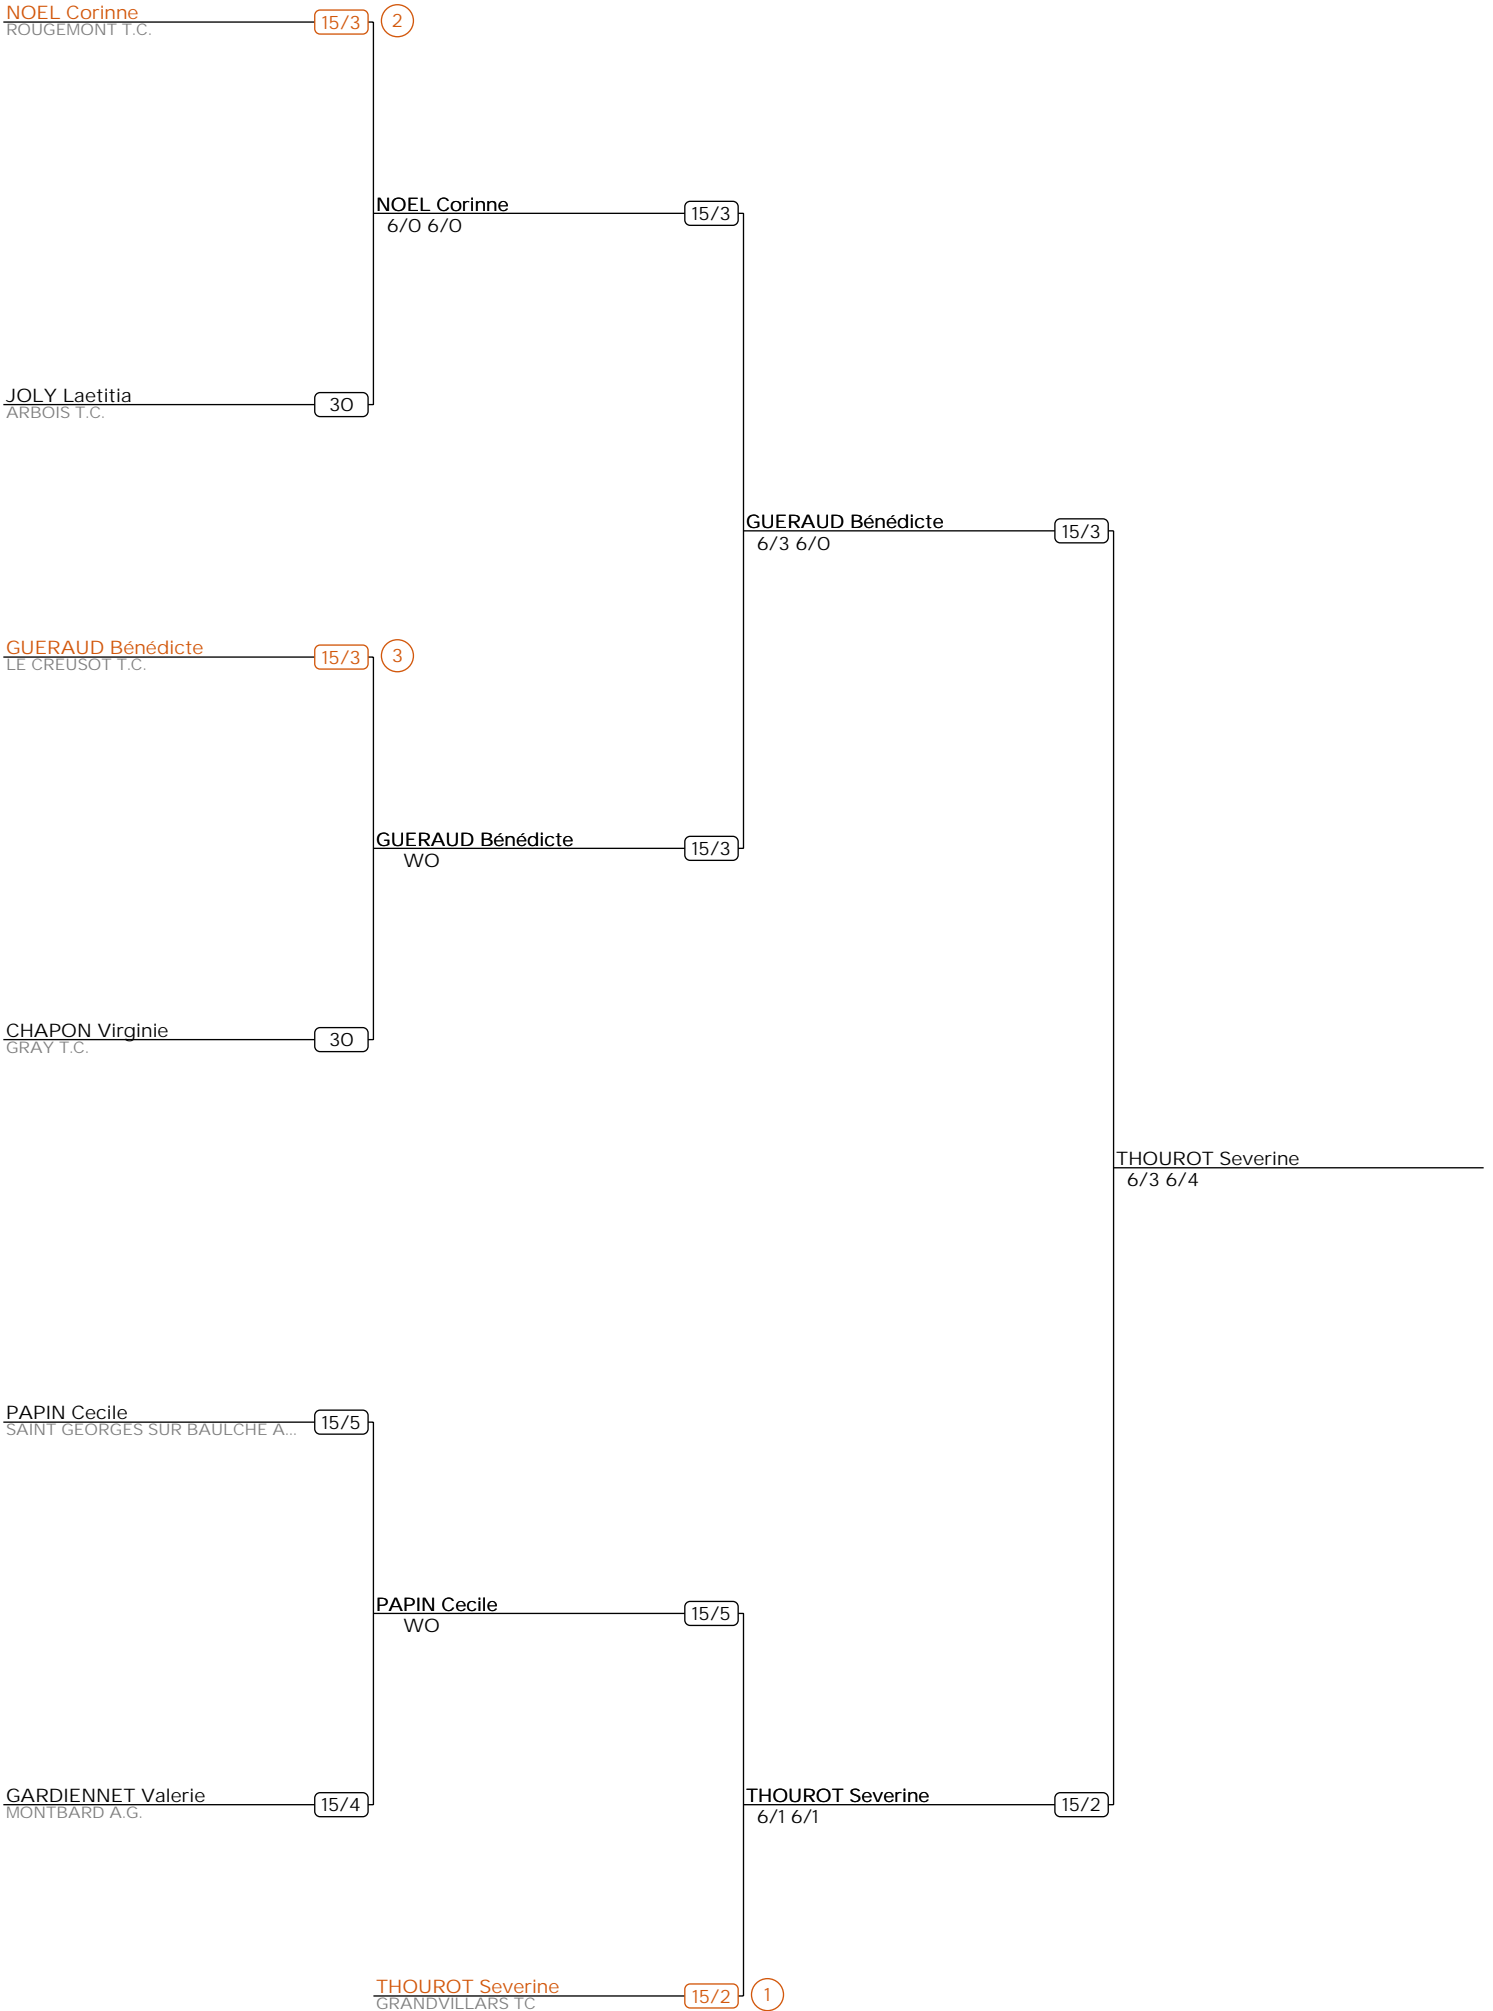 NOEL Corinne 15/3 2
ROUGEMONT T.C.
NOEL Corinne 15/3
6/0 6/0
JOLY Laetitia 30
ARBOIS T.C.
GUERAUD Bénédicte 15/3
6/3 6/0
GUERAUD Bénédicte 15/3 3
LE CREUSOT T.C.
GUERAUD Bénédicte 15/3
WO
CHAPON Virginie 30
GRAY T.C.
THOUROT Severine
6/3 6/4
PAPIN Cecile 15/5
SAINT GEORGES SUR BAULCHE A...
PAPIN Cecile 15/5
WO
GARDIENNET Valerie 15/4
MONTBARD A.G.
THOUROT Severine 15/2
6/1 6/1
THOUROT Severine 15/2 1
GRANDVILLARS TC